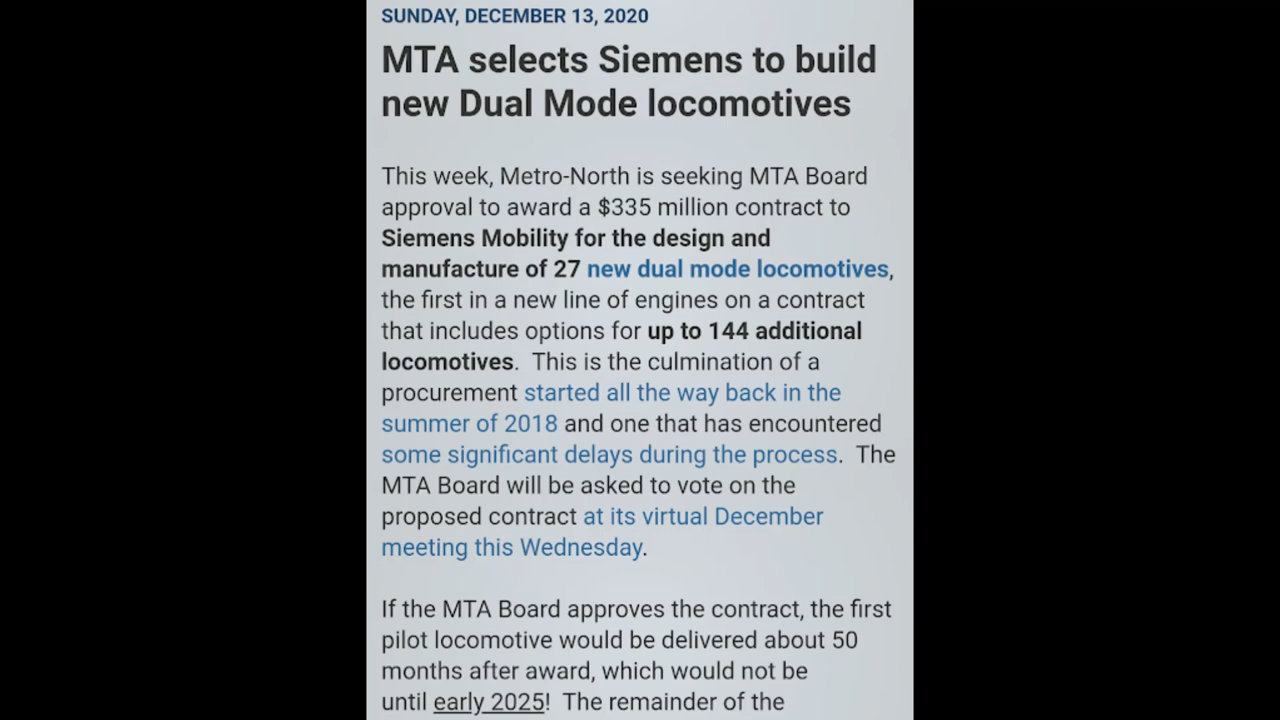 SUNDAY, DECEMBER 13, 2020
MTA selects Siemens to build
new Dual Mode locomotives
This week, Metro-North is seeking MTA Board
approval to award a $335 million contract to
Siemens Mobility for the design and
manufacture of 27 new dual mode locomotives,
the first in a new line of engines on a contract
that includes options for up to 144 additional
locomotives.  This is the culmination of a
procurement started all the way back in the
summer of 2018 and one that has encountered
some significant delays during the process.  The
MTA Board will be asked to vote on the
proposed contract at its virtual December
meeting this Wednesday.
If the MTA Board approves the contract, the first
pilot locomotive would be delivered about 50
months after award, which would not be
until early 2025!  The remainder of the